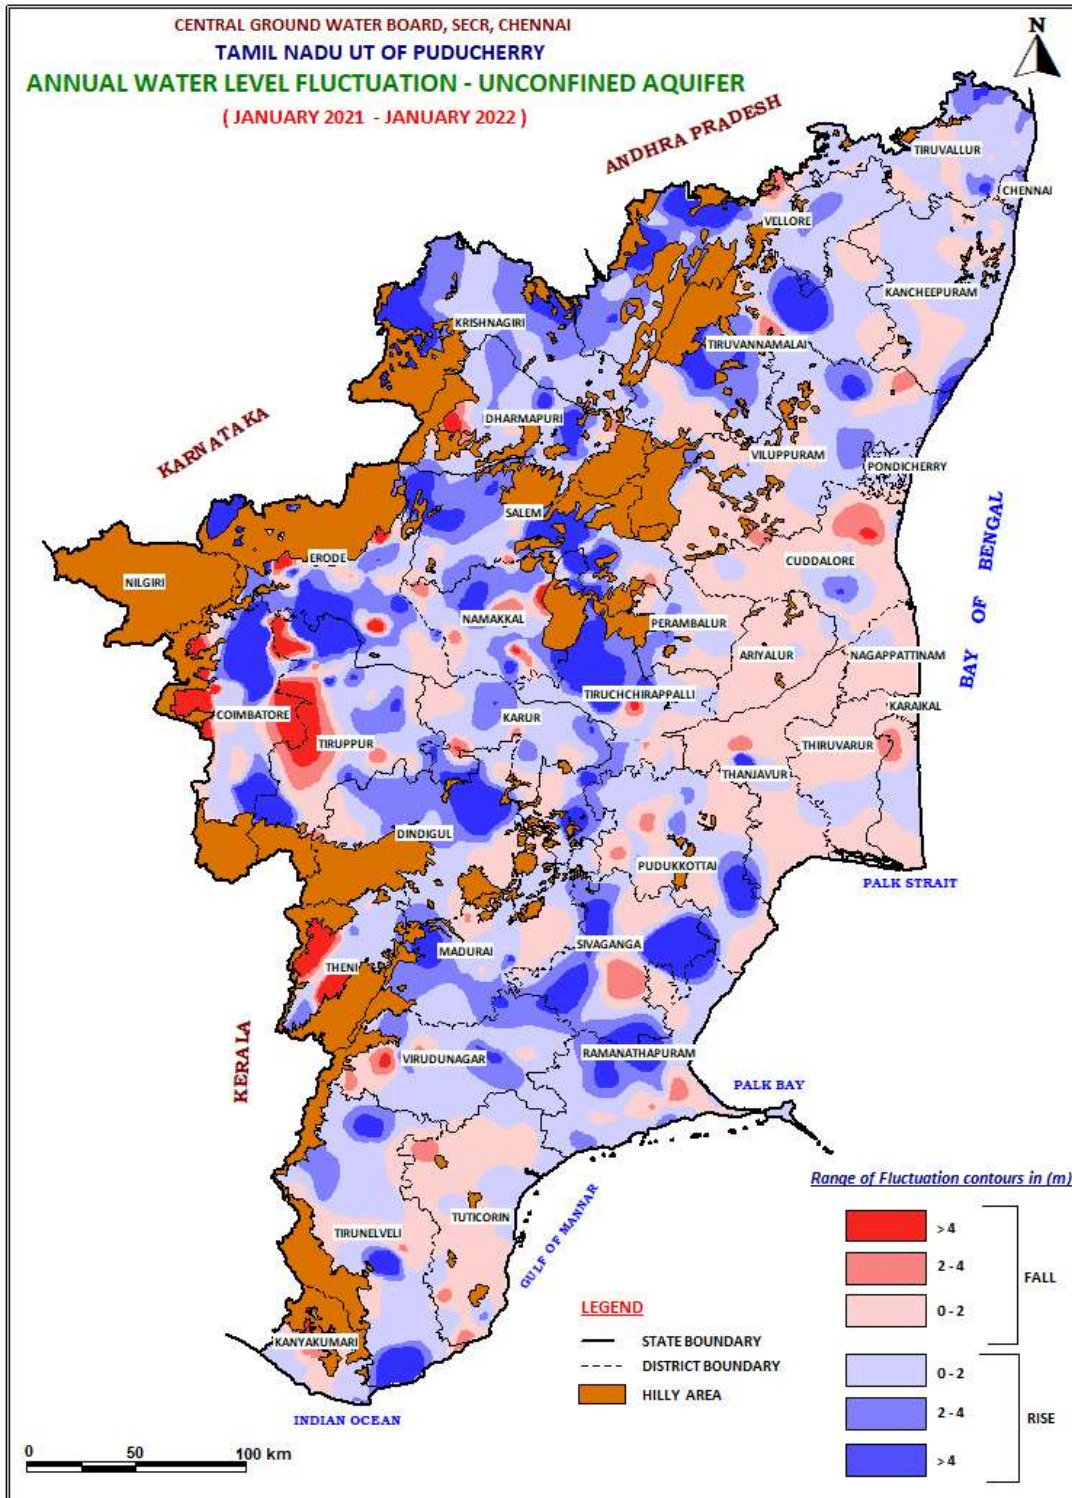 CENTRAL GROUND WATER BOARD, SECR, CHENNAI
TAMIL NADU UT OF PUDUCHERRY
ANNUAL WATER LEVEL FLUCTUATION - UNCONFINED AQUIFER
( JANUARY 2021 - JANUARY 2022 )
N
ANDHRA PRADESH
TIRUVALLUR
CHENNAI
VELLORE
KANCHEEPURAM
KRISHNAGIRI
TIRUVANNAMALAI
KARNATAKA
DHARMAPURI
VILUPPURAM
PONDICHERRY
SALEM
BAY OF BENGAL
ERODE
CUDDALORE
NILGIRI
NAMAKKAL
PERAMBALUR
ARIYALUR
NAGAPPATTINAM
TIRUCHCHIRAPPALLI
KARAIKAL
COIMBATORE
KARUR
TIRUPPUR
THIRUVARUR
THANJAVUR
DINDIGUL
PUDUKKOTTAI
PALK STRAIT
SIVAGANGA
MADURAI
THENI
KERALA
VIRUDUNAGAR
RAMANATHAPURAM
PALK BAY
TUTICORIN
TIRUNELVELI
GULF OF MANNAR
KANYAKUMARI
INDIAN OCEAN
Range of Fluctuation contours in (m)
> 4
2 - 4
0 - 2
FALL
0 - 2
2 - 4
> 4
RISE
LEGEND
STATE BOUNDARY
DISTRICT BOUNDARY
HILLY AREA
0 50 100 km